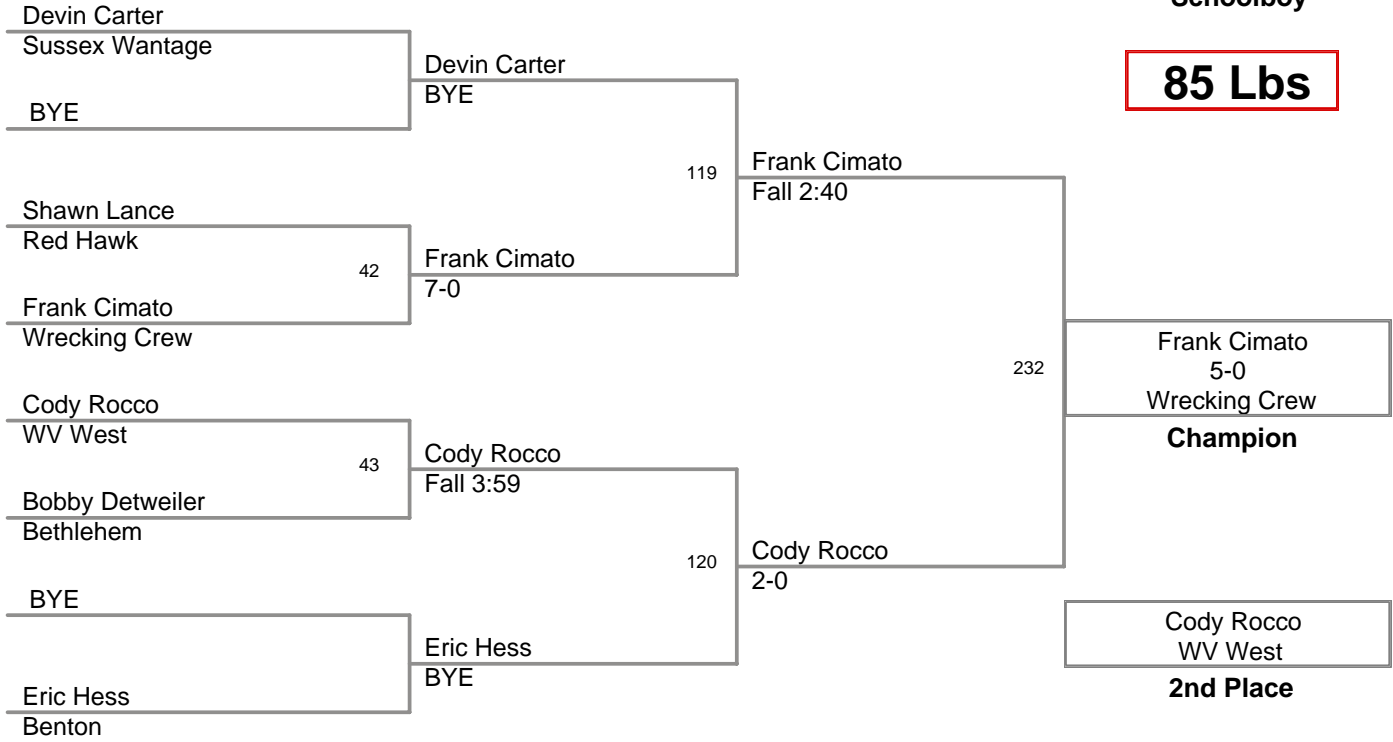 Schoolboy
85 Lbs
Devin Carter
Sussex Wantage
BYE
Shawn Lance
Red Hawk
42
Frank Cimato
Wrecking Crew
Cody Rocco
WV West
43
Bobby Detweiler
Bethlehem
BYE
Eric Hess
Benton
Devin Carter
BYE
119
Frank Cimato
7-0
Cody Rocco
Fall 3:59
120
Eric Hess
BYE
Frank Cimato
Fall 2:40
232
Cody Rocco
2-0
Frank Cimato
5-0
Wrecking Crew
Champion
Cody Rocco
WV West
2nd Place